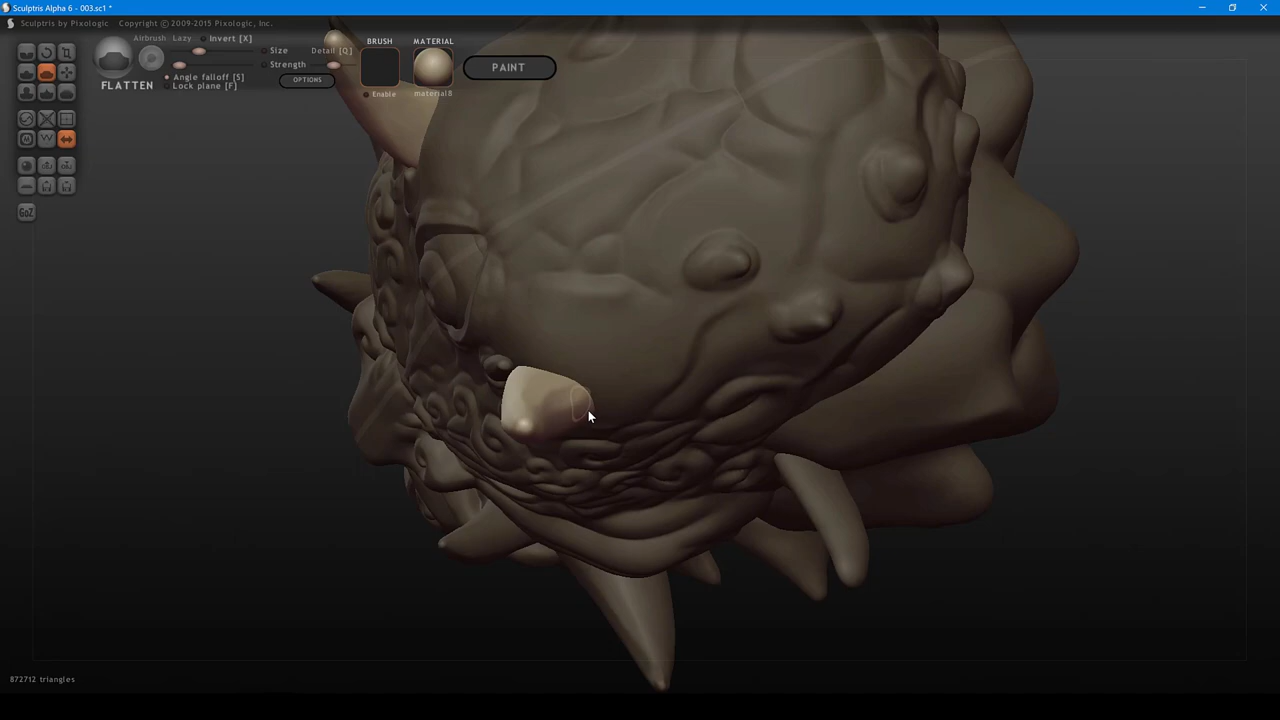 Sculptris Alpha 6 - 003.sc1 *
Sculptris by Pixologic Copyright © 2009-2015 Pixologic, Inc.
Airbrush Lazy Invert [X]
Size
Detail [Q]
Strength
FLATTEN
Angle falloff [5]
Lock plane [F]
OPTIONS
BRUSH
Enable
MATERIAL
material8
PAINT
GoZ
872712 triangles